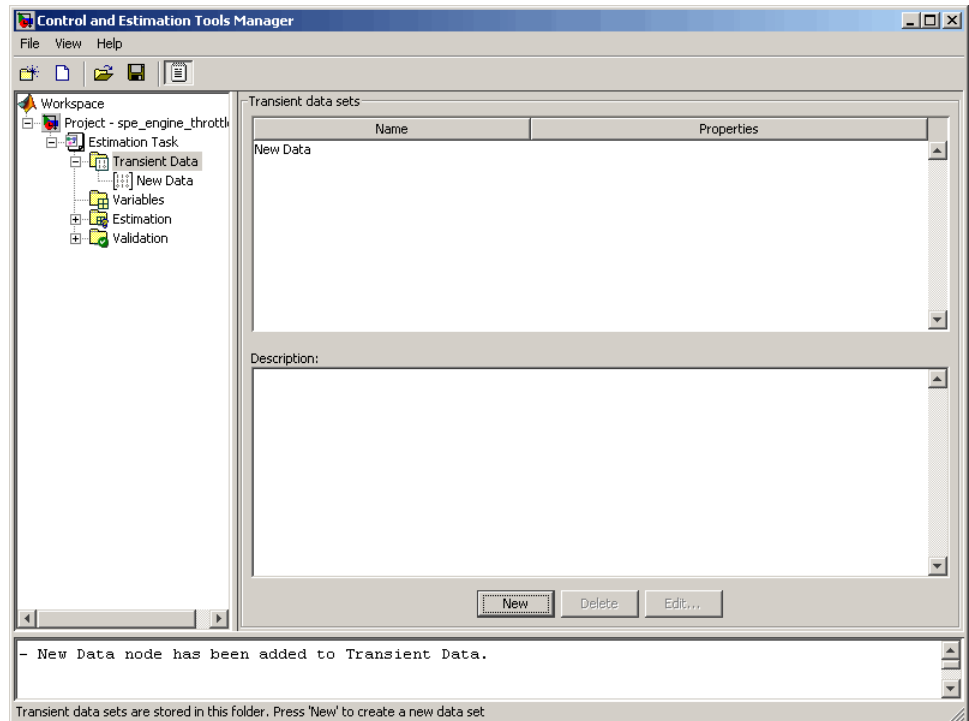 Control and Estimation Tools Manager
File View Help
Workspace
Project - spe_engine_throttl
Estimation Task
Transient Data
New Data
Variables
Estimation
Validation
Transient data sets
Name Properties
New Data
Description:
New Delete Edit...
- New Data node has been added to Transient Data.
Transient data sets are stored in this folder. Press 'New' to create a new data set